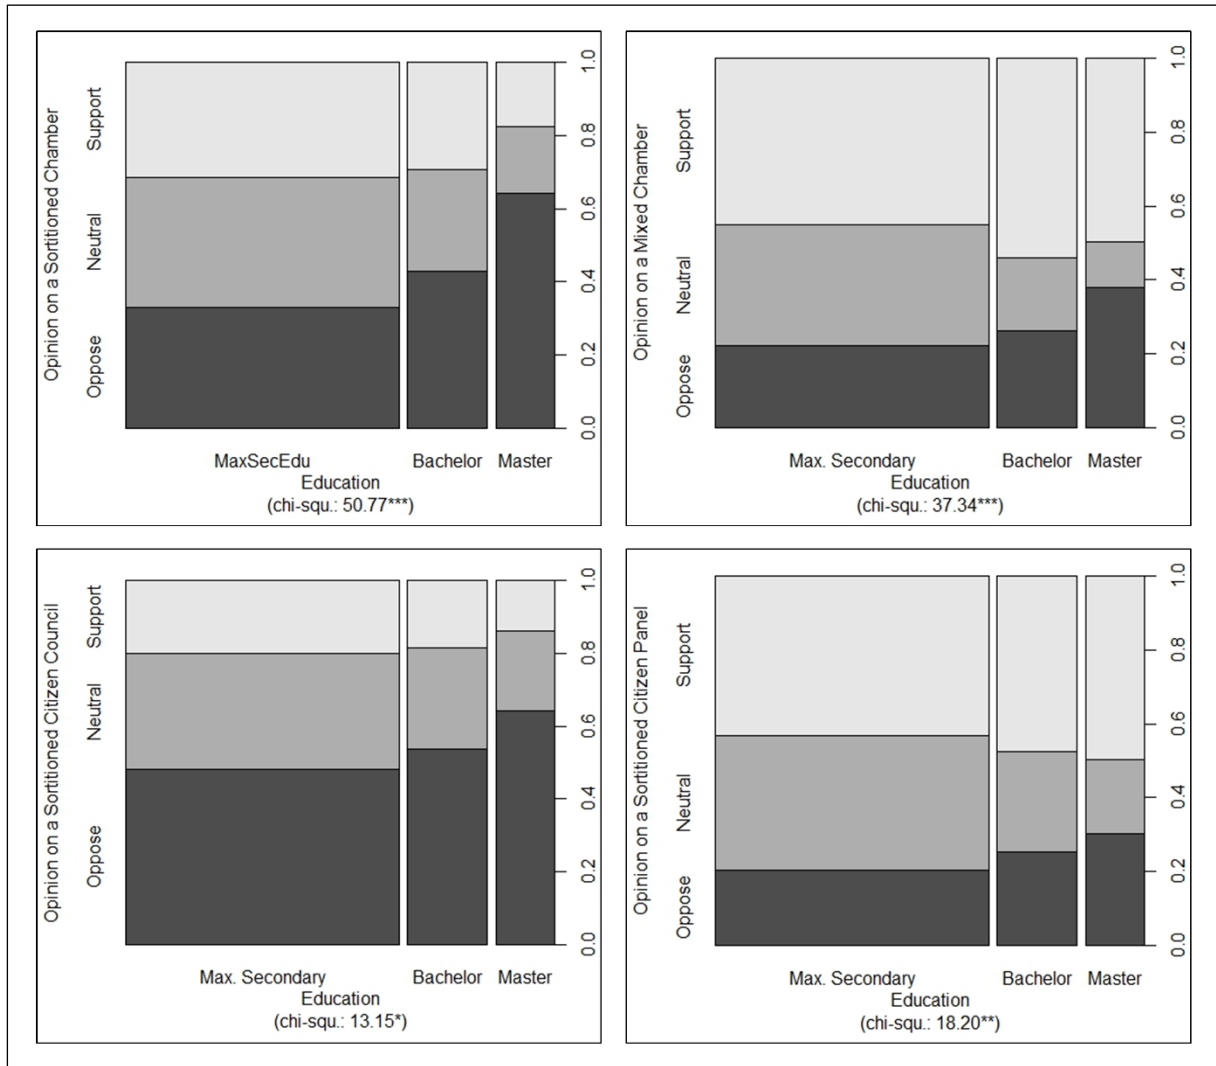 Opinion on a Sortitioned Chamber
Support
Neutral
Oppose
1.0
0.8
0.6
0.4
0.2
0.0
MaxSecEdu Bachelor Master
Education
(chi-squ.: 50.77***)
Opinion on a Mixed Chamber
Support
Neutral
Oppose
1.0
0.8
0.6
0.4
0.2
0.0
Max. Secondary Bachelor Master
Education
(chi-squ.: 37.34***)
Opinion on a Sortitioned Citizen Council
Support
Neutral
Oppose
1.0
0.8
0.6
0.4
0.2
0.0
Max. Secondary Bachelor Master
Education
(chi-squ.: 13.15*)
Opinion on a Sortitioned Citizen Panel
Support
Neutral
Oppose
1.0
0.8
0.6
0.4
0.2
0.0
Max. Secondary Bachelor Master
Education
(chi-squ.: 18.20**)